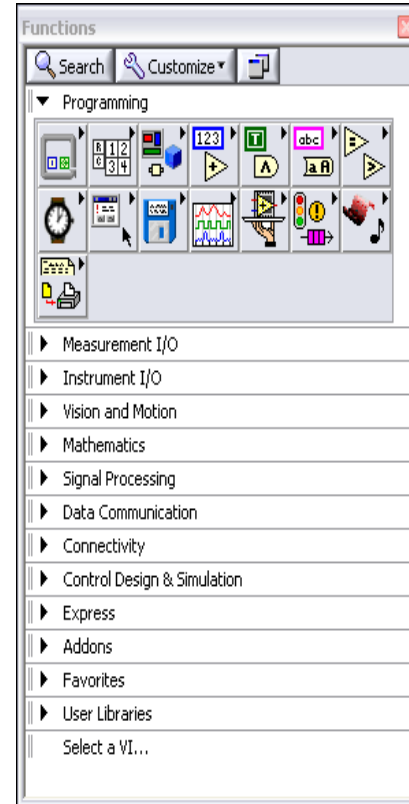 Functions
Search Customize
Programming
123 T abc
R 1 2
C 3 4
a A
Measurement I/O
Instrument I/O
Vision and Motion
Mathematics
Signal Processing
Data Communication
Connectivity
Control Design & Simulation
Express
Addons
Favorites
User Libraries
Select a VI...